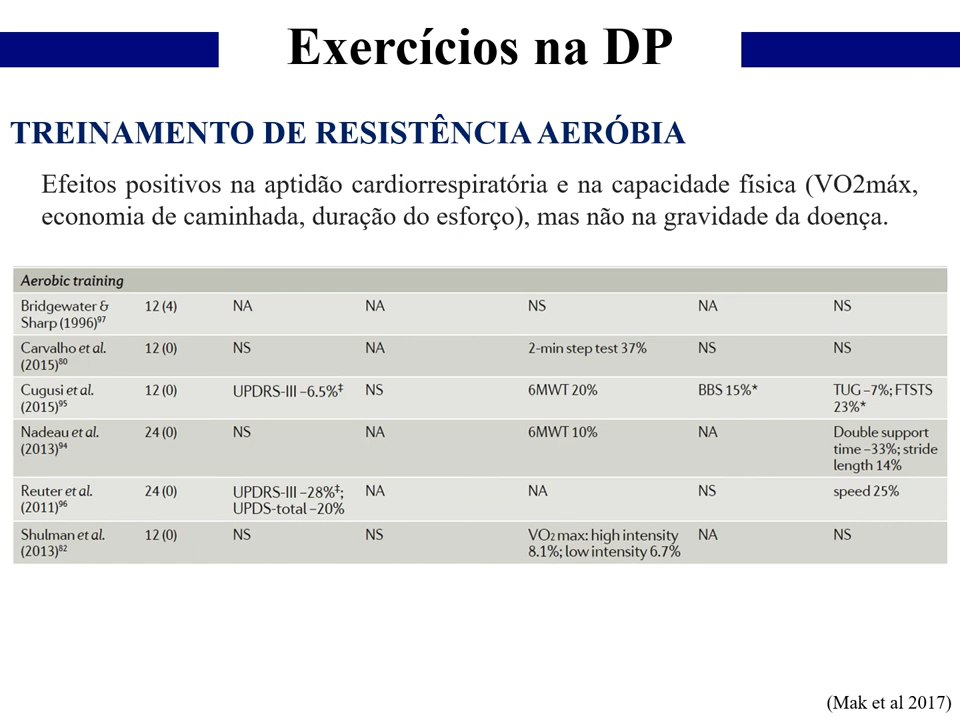 Exercícios na DP
TREINAMENTO DE RESISTÊNCIA AERÓBIA
Efeitos positivos na aptidão cardiorrespiratória e na capacidade física (VO2máx,
economia de caminhada, duração do esforço), mas não na gravidade da doença.
Aerobic training
Bridgewater & Sharp (1996)97 12 (4) NA NA NS NA NS
Carvalho et al. (2015)80 12 (0) NS NA 2-min step test 37% NS NS
Cugusi et al. (2015)95 12 (0) UPDRS-III –6.5%‡ NS 6MWT 20% BBS 15%* TUG –7%; FTSTS 23%*
Nadeau et al. (2013)94 24 (0) NS NA 6MWT 10% NA Double support time –33%; stride length 14%
Reuter et al. (2011)96 24 (0) UPDRS-III –28%‡; UPDS-total –20% NA NA NS speed 25%
Shulman et al. (2013)82 12 (0) NS NS VO2 max: high intensity 8.1%; low intensity 6.7% NA NS
(Mak et al 2017)